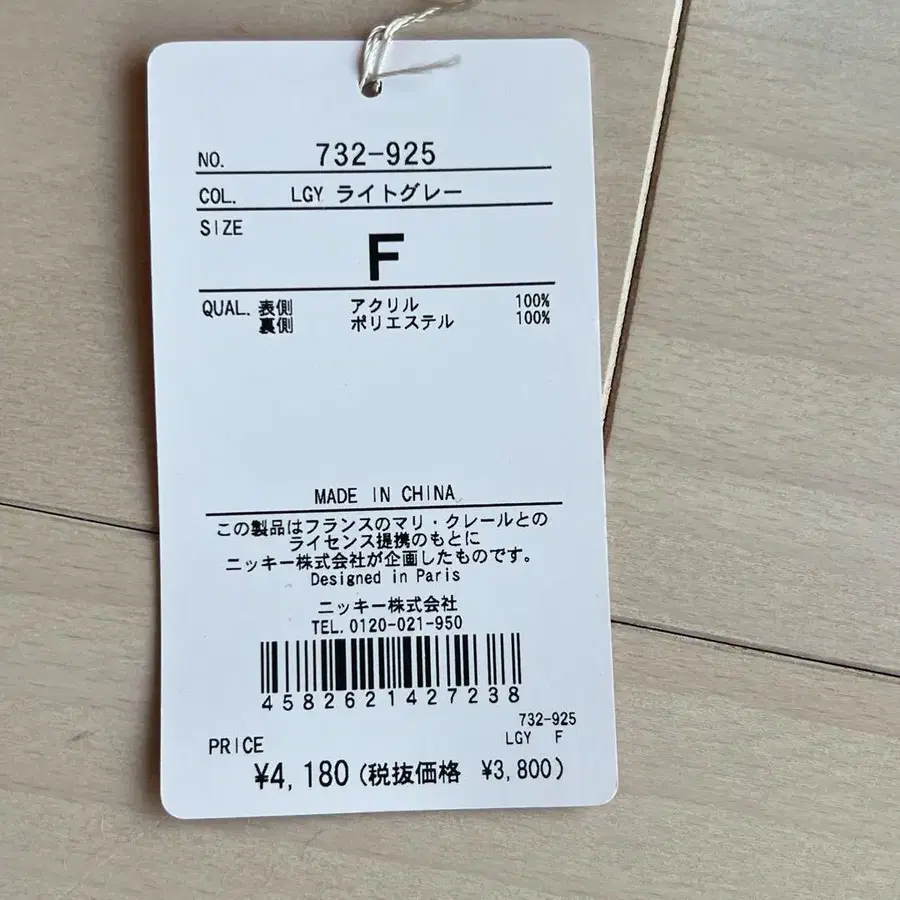 NO. 732-925
COL. LGY ライトグレー
SIZE
F
QUAL. 表側 アクリル 100%
裏側 ポリエステル 100%
MADE IN CHINA
この製品はフランスのマリ・クレールとの
ライセンス提携のもとに
ニッキー株式会社が企画したものです。
Designed in Paris
ニッキー株式会社
TEL. 0120-021-950
4582621427238
732-925
LGY F
PRICE
¥4,180 (税抜価格 ¥3,800)